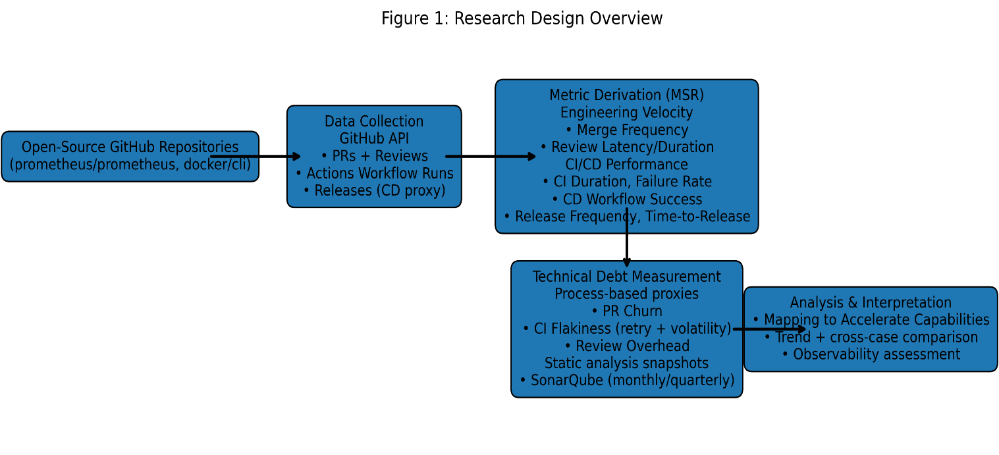 Figure 1: Research Design Overview
Open-Source GitHub Repositories
(prometheus/prometheus, docker/cli)
Data Collection
GitHub API
• PRs + Reviews
• Actions Workflow Runs
• Releases (CD proxy)
Metric Derivation (MSR)
Engineering Velocity
• Merge Frequency
• Review Latency/Duration
CI/CD Performance
• CI Duration, Failure Rate
• CD Workflow Success
• Release Frequency, Time-to-Release
Technical Debt Measurement
Process-based proxies
• PR Churn
• CI Flakiness (retry + volatility)
• Review Overhead
Static analysis snapshots
• SonarQube (monthly/quarterly)
Analysis & Interpretation
• Mapping to Accelerate Capabilities
• Trend + cross-case comparison
• Observability assessment